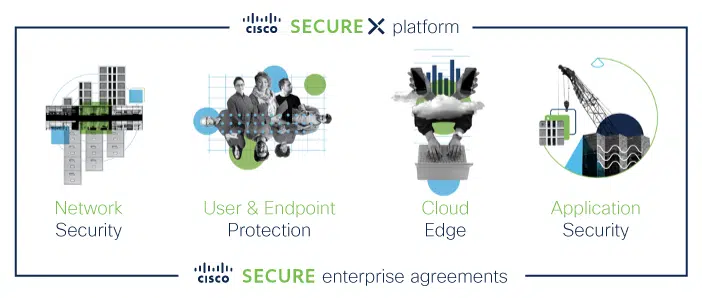 CISCO SECURE X platform
Network User & Endpoint Cloud Application
Security Protection Edge Security
CISCO SECURE enterprise agreements